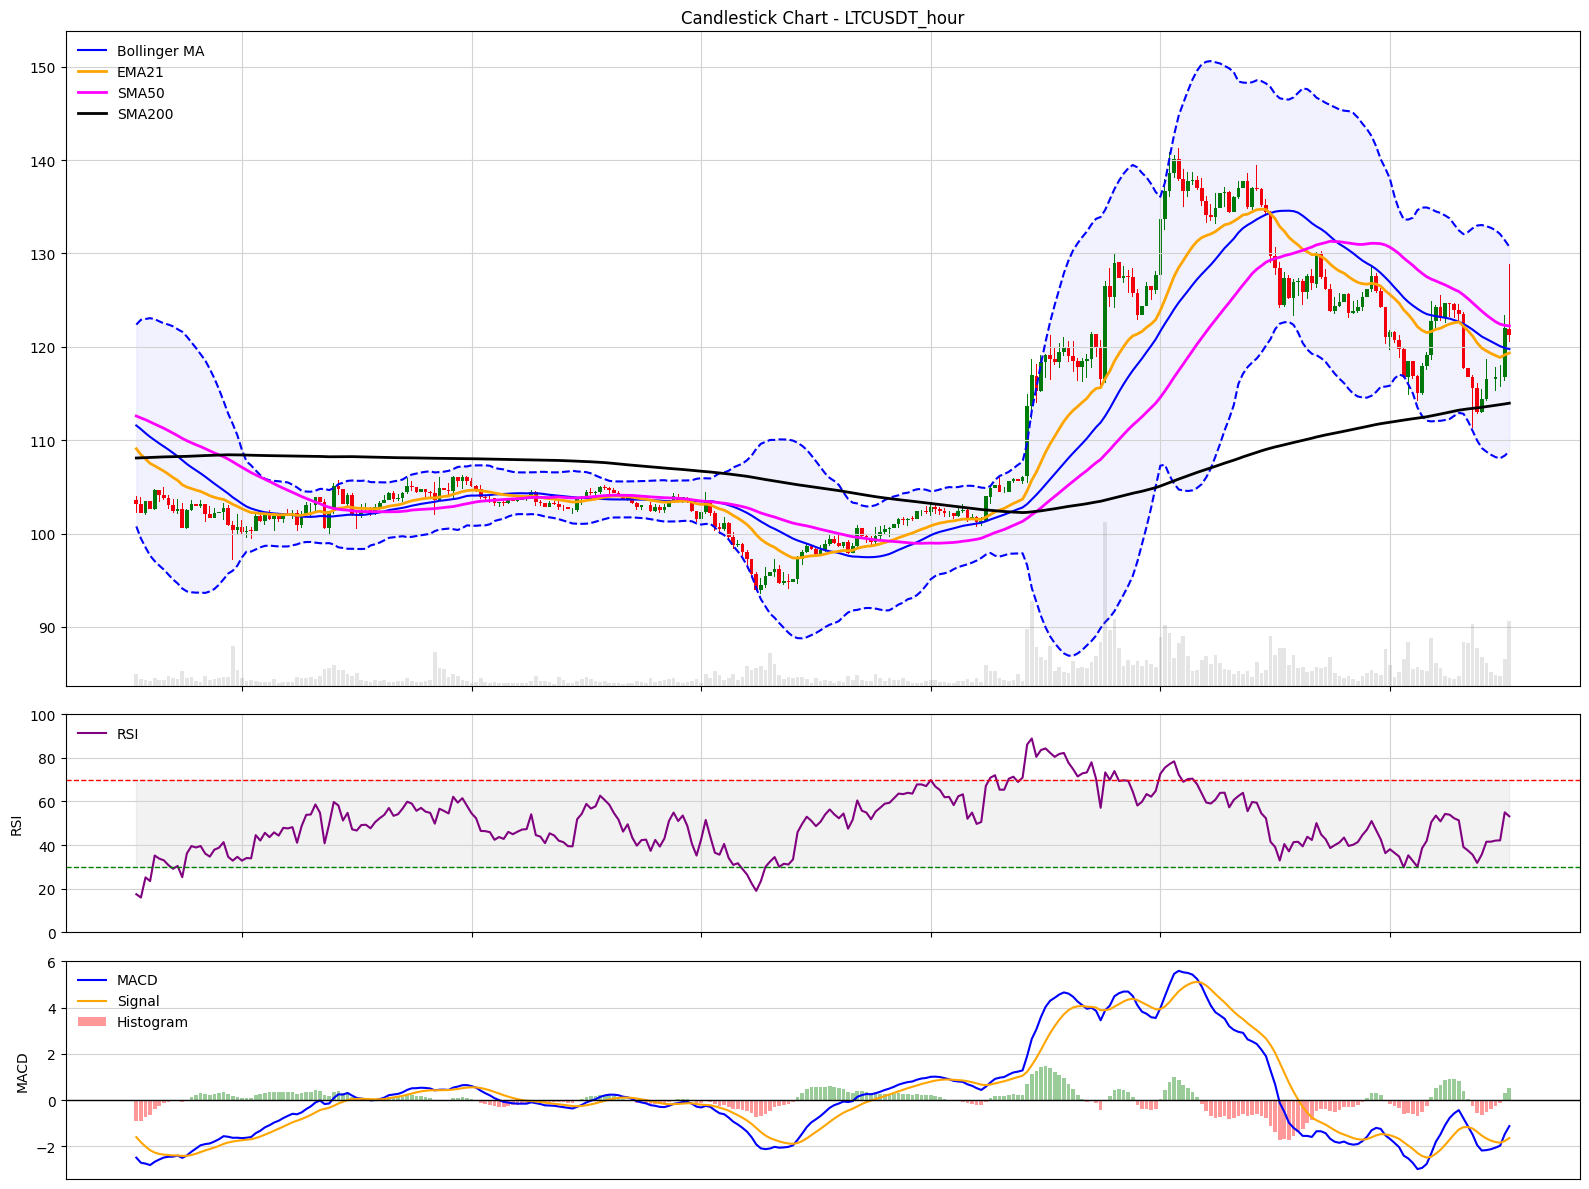 Candlestick Chart - LTCUSDT_hour
Bollinger MA
EMA21
SMA50
SMA200
150
140
130
120
110
100
90
RSI
100
80
60
40
20
0
RSI
MACD
Signal
Histogram
6
4
2
0
−2
MACD